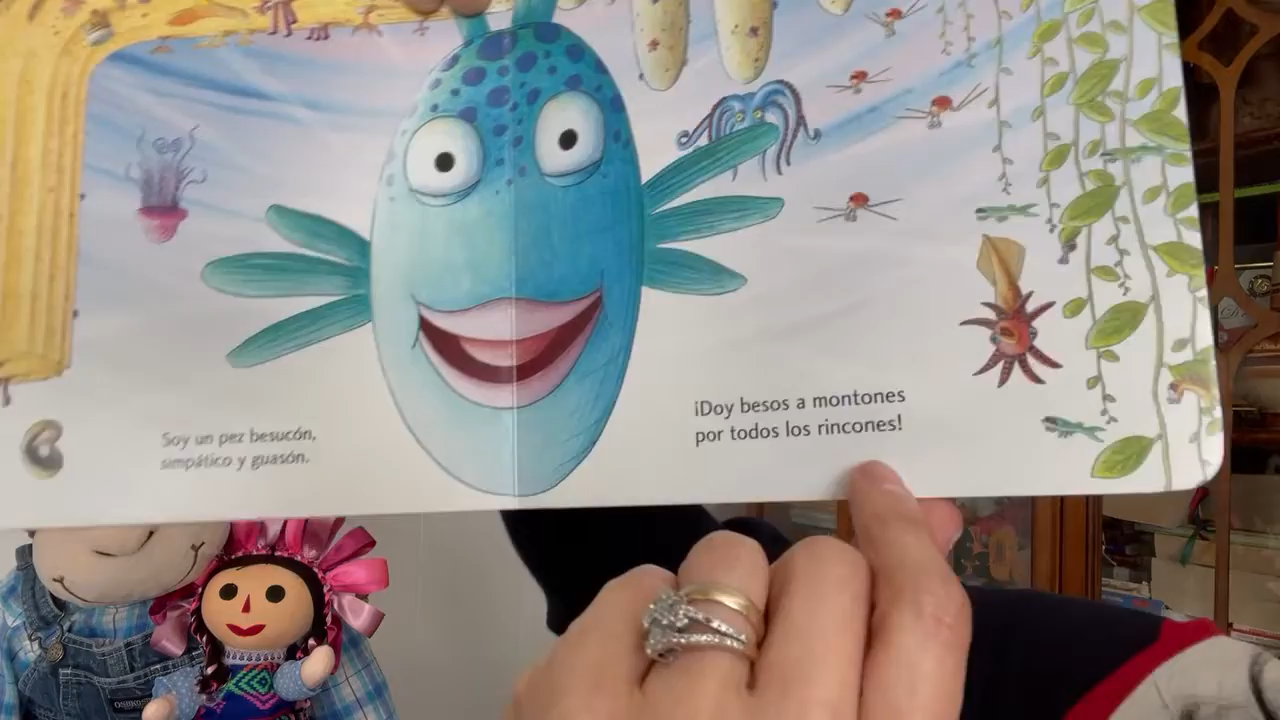 Soy un pez besucón,
simpático y guasón.
¡Doy besos a montones
por todos los rincones!